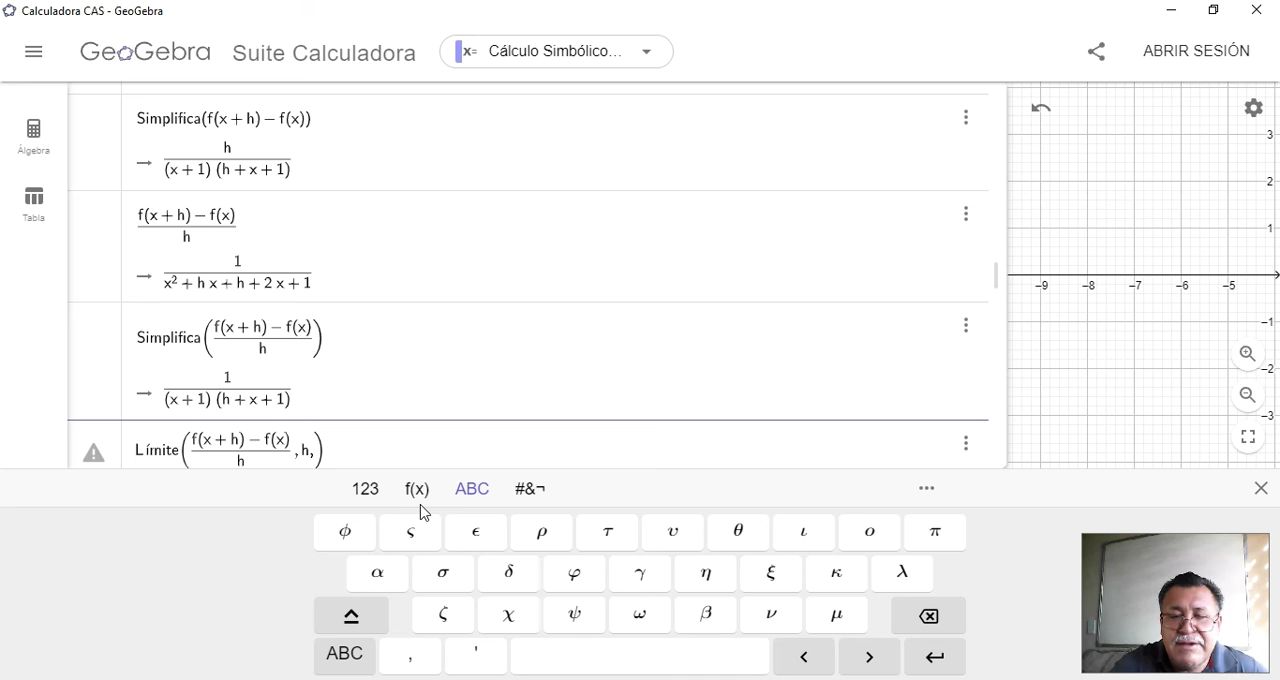 Calculadora CAS - GeoGebra
GeoGebra Suite Calculadora x= Cálculo Simbólico... ABRIR SESIÓN
Álgebra
Tabla
Simplifica(f(x + h) − f(x))
→ h / (x + 1) (h + x + 1)
f(x + h) − f(x) / h
→ 1 / x² + h x + h + 2 x + 1
Simplifica(f(x + h) − f(x) / h)
→ 1 / (x + 1) (h + x + 1)
Límite(f(x + h) − f(x) / h , h,)
3
2
1
−9 −8 −7 −6 −5
−1
−2
−3
123 f(x) ABC #&¬ ...
ϕ ς ϵ ρ τ υ θ ι ο π
α σ δ φ γ η ξ κ λ
ζ χ ψ ω β ν μ
ABC , ' < >